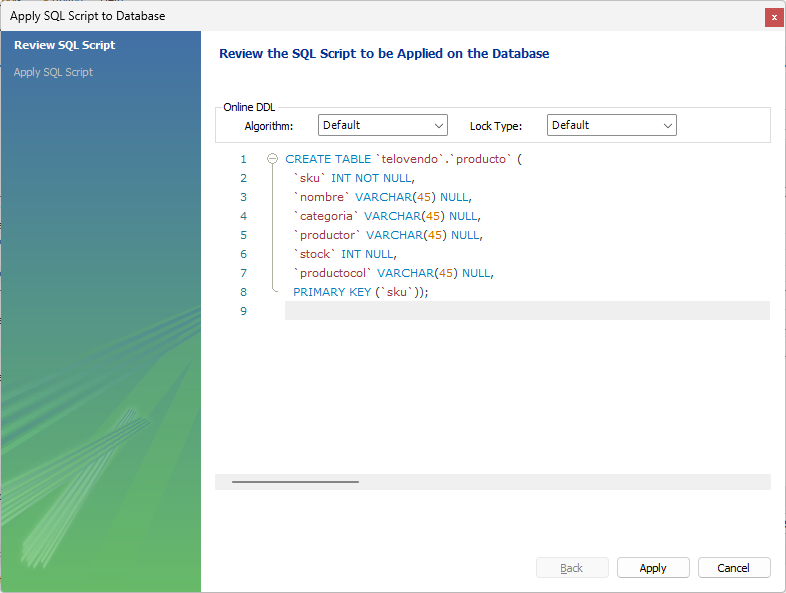 Apply SQL Script to Database
x
Review SQL Script
Apply SQL Script
Review the SQL Script to be Applied on the Database
Online DDL
Algorithm: Default Lock Type: Default
1 CREATE TABLE `telovendo`.`producto` (
2 `sku` INT NOT NULL,
3 `nombre` VARCHAR(45) NULL,
4 `categoria` VARCHAR(45) NULL,
5 `productor` VARCHAR(45) NULL,
6 `stock` INT NULL,
7 `productocol` VARCHAR(45) NULL,
8 PRIMARY KEY (`sku`));
9
Back Apply Cancel